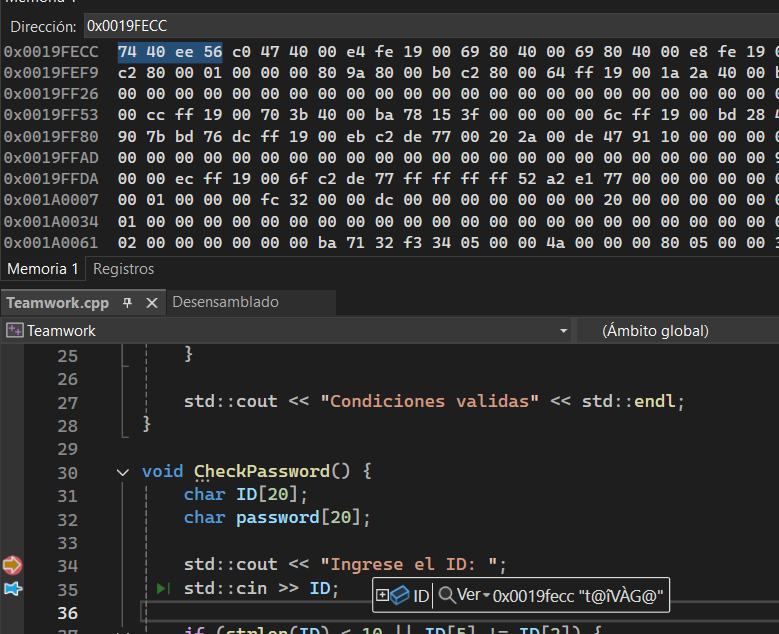 Memoria 1
Dirección: 0x0019FECC
0x0019FECC 74 40 ee 56 c0 47 40 00 e4 fe 19 00 69 80 40 00 69 80 40 00 e8 fe 19
0x0019FEF9 c2 80 00 01 00 00 00 80 9a 80 00 b0 c2 80 00 64 ff 19 00 1a 2a 40 00
0x0019FF26 00 00 00 00 00 00 00 00 00 00 00 00 00 00 00 00 00 00 00 00 00 00 00
0x0019FF53 00 cc ff 19 00 70 3b 40 00 ba 78 15 3f 00 00 00 00 6c ff 19 00 bd 28
0x0019FF80 90 7b bd 76 dc ff 19 00 eb c2 de 77 00 20 2a 00 de 47 91 10 00 00 00
0x0019FFAD 00 00 00 00 00 00 00 00 00 00 00 00 00 00 00 00 00 00 00 00 00 00 00
0x0019FFDA 00 00 ec ff 19 00 6f c2 de 77 ff ff ff ff 52 a2 e1 77 00 00 00 00 00
0x001A0007 00 01 00 00 00 fc 32 00 00 dc 00 00 00 00 00 00 00 20 00 00 00 00 00
0x001A0034 01 00 00 00 00 00 00 00 00 00 00 00 00 00 00 00 00 00 00 00 00 00 00
0x001A0061 02 00 00 00 00 00 00 ba 71 32 f3 34 05 00 00 4a 00 00 00 80 05 00 00
Memoria 1 Registros
Teamwork.cpp Desensamblado
Teamwork (Ámbito global)
25 }
26
27 std::cout << "Condiciones validas" << std::endl;
28 }
29
30 void CheckPassword() {
31 char ID[20];
32 char password[20];
33
34 std::cout << "Ingrese el ID: ";
35 std::cin >> ID; ID Ver 0x0019fecc "t@îVÀG@"
36
37 if (strlen(ID) < 10 || ID[5] != ID[2]) {